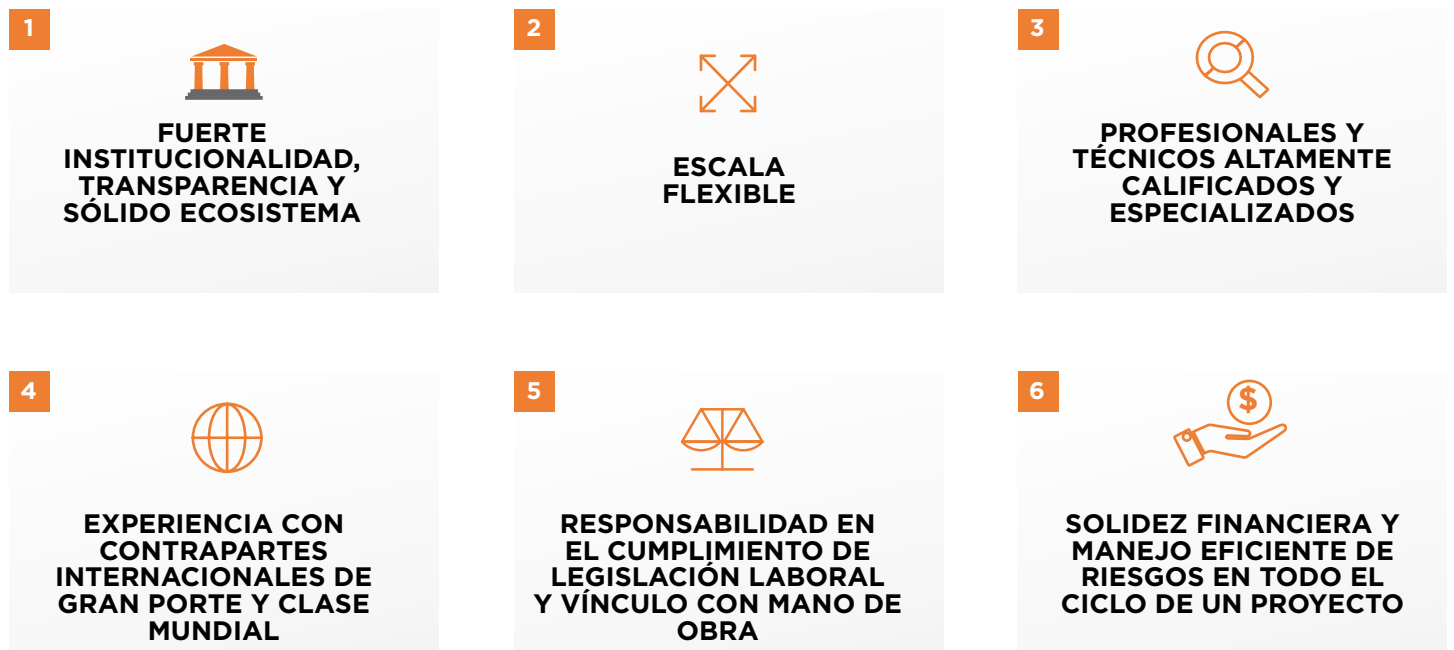 1
FUERTE
INSTITUCIONALIDAD,
TRANSPARENCIA Y
SÓLIDO ECOSISTEMA
2
ESCALA
FLEXIBLE
3
PROFESIONALES Y
TÉCNICOS ALTAMENTE
CALIFICADOS Y
ESPECIALIZADOS
4
EXPERIENCIA CON
CONTRAPARTES
INTERNACIONALES DE
GRAN PORTE Y CLASE
MUNDIAL
5
RESPONSABILIDAD EN
EL CUMPLIMIENTO DE
LEGISLACIÓN LABORAL
Y VÍNCULO CON MANO DE
OBRA
6
$
SOLIDEZ FINANCIERA Y
MANEJO EFICIENTE DE
RIESGOS EN TODO EL
CICLO DE UN PROYECTO